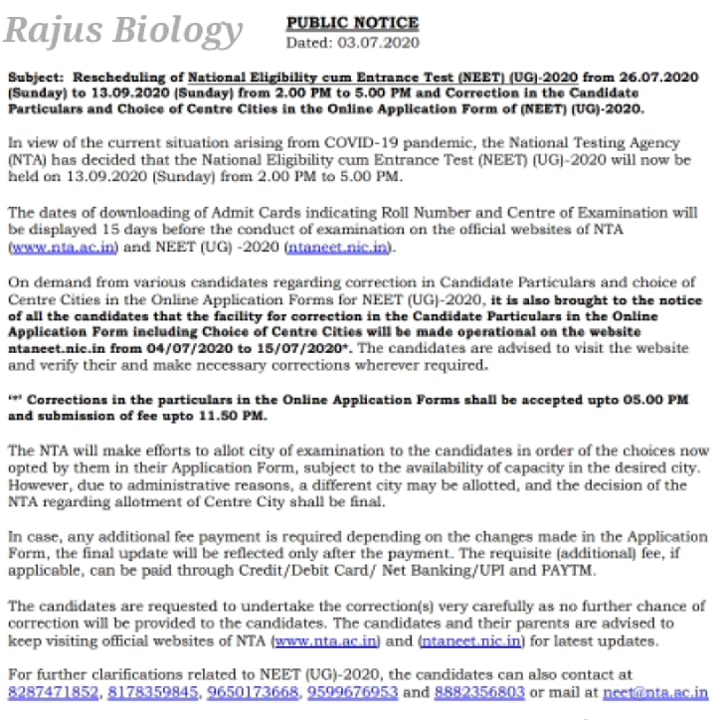 Rajus Biology
PUBLIC NOTICE
Dated: 03.07.2020
Subject: Rescheduling of National Eligibility cum Entrance Test (NEET) (UG)-2020 from 26.07.2020
(Sunday) to 13.09.2020 (Sunday) from 2.00 PM to 5.00 PM and Correction in the Candidate
Particulars and Choice of Centre Cities in the Online Application Form of (NEET) (UG)-2020.
In view of the current situation arising from COVID-19 pandemic, the National Testing Agency
(NTA) has decided that the National Eligibility cum Entrance Test (NEET) (UG)-2020 will now be
held on 13.09.2020 (Sunday) from 2.00 PM to 5.00 PM.
The dates of downloading of Admit Cards indicating Roll Number and Centre of Examination will
be displayed 15 days before the conduct of examination on the official websites of NTA
(www.nta.ac.in) and NEET (UG) -2020 (ntaneet.nic.in).
On demand from various candidates regarding correction in Candidate Particulars and choice of
Centre Cities in the Online Application Forms for NEET (UG)-2020, it is also brought to the notice
of all the candidates that the facility for correction in the Candidate Particulars in the Online
Application Form including Choice of Centre Cities will be made operational on the website
ntaneet.nic.in from 04/07/2020 to 15/07/2020*. The candidates are advised to visit the website
and verify their and make necessary corrections wherever required.
"*" Corrections in the particulars in the Online Application Forms shall be accepted upto 05.00 PM
and submission of fee upto 11.50 PM.
The NTA will make efforts to allot city of examination to the candidates in order of the choices now
opted by them in their Application Form, subject to the availability of capacity in the desired city.
However, due to administrative reasons, a different city may be allotted, and the decision of the
NTA regarding allotment of Centre City shall be final.
In case, any additional fee payment is required depending on the changes made in the Application
Form, the final update will be reflected only after the payment. The requisite (additional) fee, if
applicable, can be paid through Credit/Debit Card/ Net Banking/UPI and PAYTM.
The candidates are requested to undertake the correction(s) very carefully as no further chance of
correction will be provided to the candidates. The candidates and their parents are advised to
keep visiting official websites of NTA (www.nta.ac.in) and (ntaneet.nic.in) for latest updates.
For further clarifications related to NEET (UG)-2020, the candidates can also contact at
8287471852, 8178359845, 9650173668, 9599676953 and 8882356803 or mail at neet@nta.ac.in